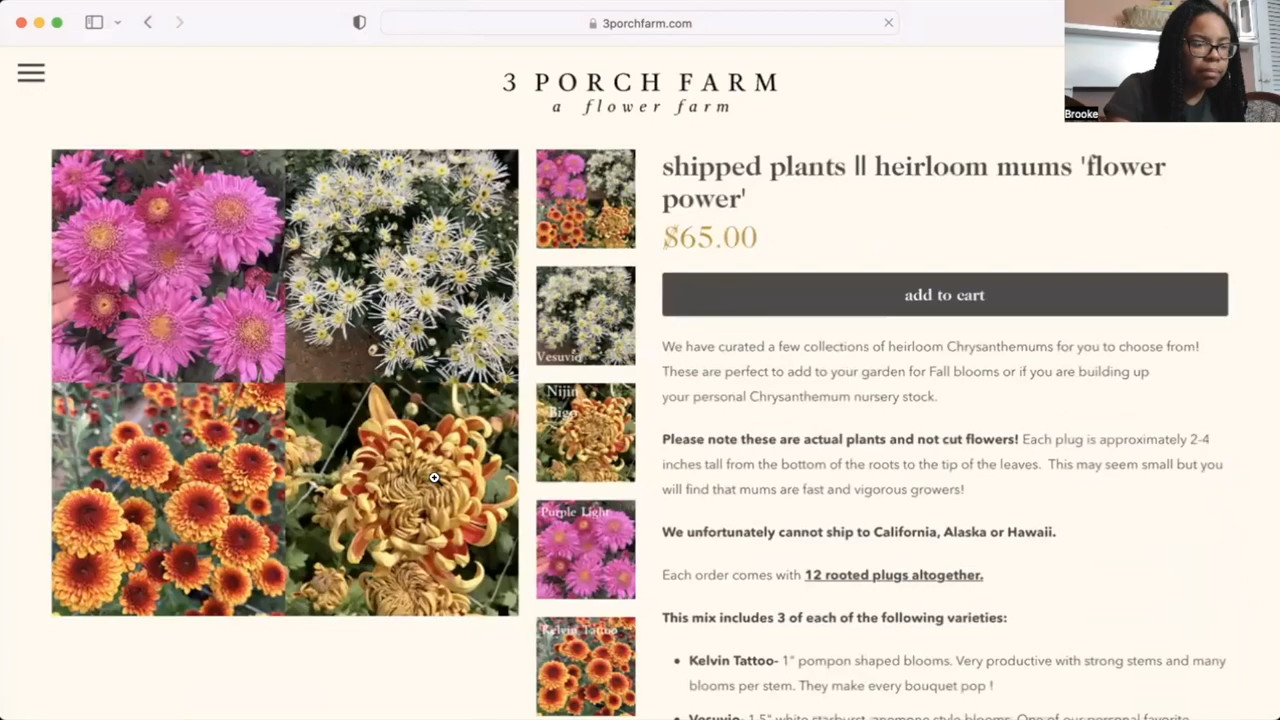 3porchfarm.com
Brooke
3 PORCH FARM
a flower farm
Vesuvio
Nijin
Bigo
Purple Light
Kelvin Tattoo
shipped plants || heirloom mums 'flower
power'
$65.00
add to cart
We have curated a few collections of heirloom Chrysanthemums for you to choose from!
These are perfect to add to your garden for Fall blooms or if you are building up
your personal Chrysanthemum nursery stock.
Please note these are actual plants and not cut flowers! Each plug is approximately 2-4
inches tall from the bottom of the roots to the tip of the leaves. This may seem small but you
will find that mums are fast and vigorous growers!
We unfortunately cannot ship to California, Alaska or Hawaii.
Each order comes with 12 rooted plugs altogether.
This mix includes 3 of each of the following varieties:
• Kelvin Tattoo- 1" pompon shaped blooms. Very productive with strong stems and many
blooms per stem. They make every bouquet pop !
• Vesuvio- 1.5" white starburst, anemone style blooms. One of our personal favorite